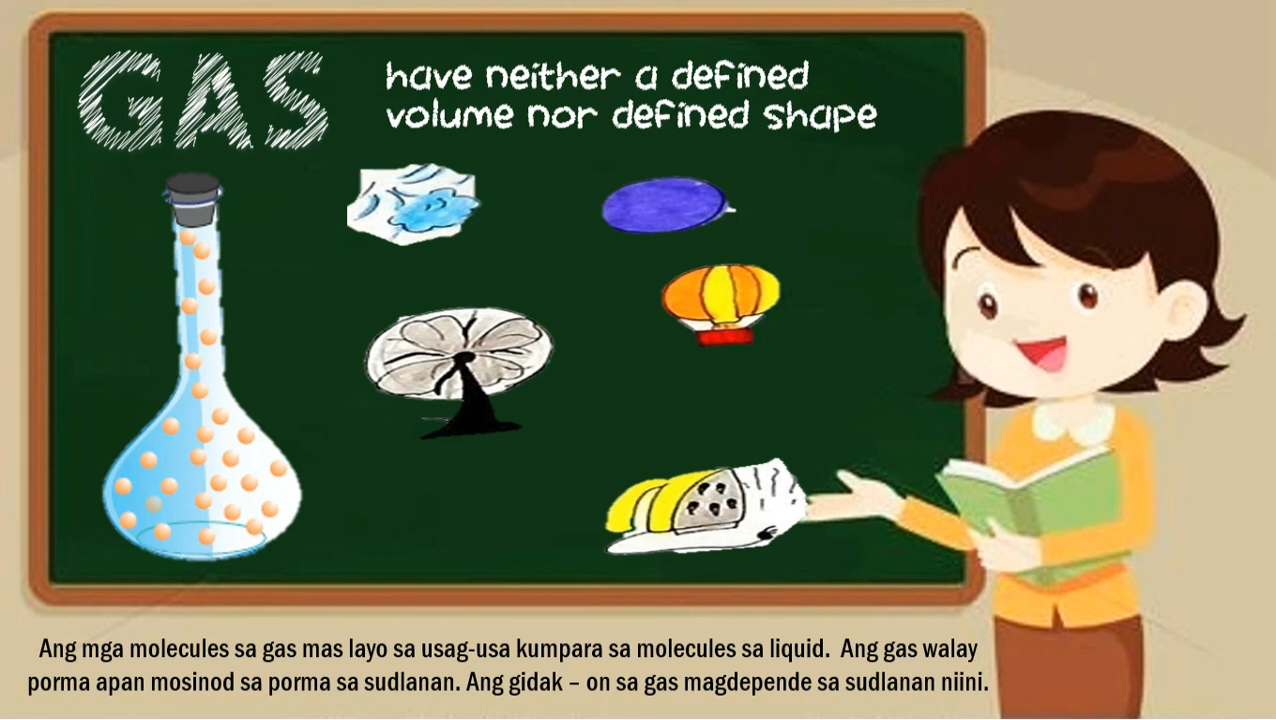 GAS
have neither a defined
volume nor defined shape
Ang mga molecules sa gas mas layo sa usag-usa kumpara sa molecules sa liquid. Ang gas walay
porma apan mosinod sa porma sa sudlanan. Ang gidak – on sa gas magdepende sa sudlanan niini.